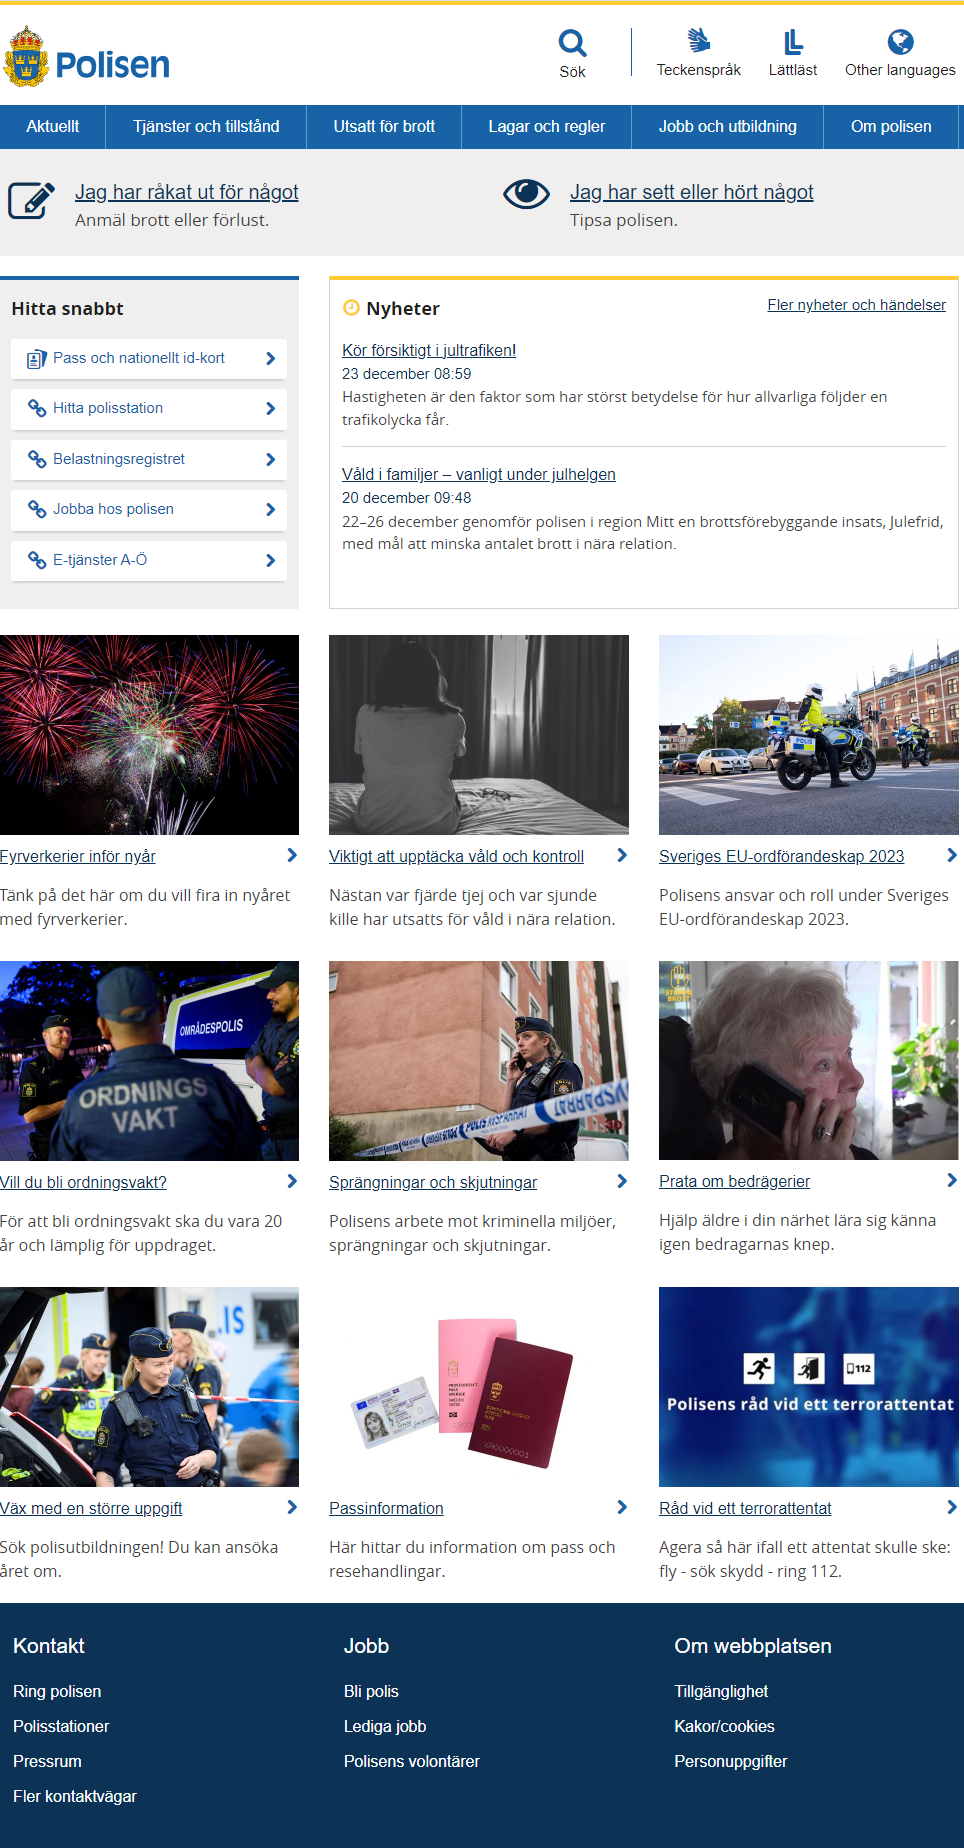 Polisen
Sök
Teckenspråk
Lättläst
Other languages
Aktuellt
Tjänster och tillstånd
Utsatt för brott
Lagar och regler
Jobb och utbildning
Om polisen
Jag har råkat ut för något
Anmäl brott eller förlust.
Jag har sett eller hört något
Tipsa polisen.
Hitta snabbt
Pass och nationellt id-kort
Hitta polisstation
Belastningsregistret
Jobba hos polisen
E-tjänster A-Ö
Nyheter
Fler nyheter och händelser
Kör försiktigt i jultrafiken!
23 december 08:59
Hastigheten är den faktor som har störst betydelse för hur allvarliga följder en
trafikolycka får.
Våld i familjer – vanligt under julhelgen
20 december 09:48
22–26 december genomför polisen i region Mitt en brottsförebyggande insats, Julefrid,
med mål att minska antalet brott i nära relation.
POLIS
Fyrverkerier inför nyår
Tänk på det här om du vill fira in nyåret
med fyrverkerier.
Viktigt att upptäcka våld och kontroll
Nästan var fjärde tjej och var sjunde
kille har utsatts för våld i nära relation.
Sveriges EU-ordförandeskap 2023
Polisens ansvar och roll under Sveriges
EU-ordförandeskap 2023.
OMRÅDESPOLIS
ORDNINGS
VAKT
POLIS
BROTT
Vill du bli ordningsvakt?
För att bli ordningsvakt ska du vara 20
år och lämplig för uppdraget.
Sprängningar och skjutningar
Polisens arbete mot kriminella miljöer,
sprängningar och skjutningar.
Prata om bedrägerier
Hjälp äldre i din närhet lära sig känna
igen bedragarnas knep.
.IS
PROVISORISKT
PASS
SVERIGE
SWEDEN
XA0000001
112
Polisens råd vid ett terrorattentat
Väx med en större uppgift
Sök polisutbildningen! Du kan ansöka
året om.
Passinformation
Här hittar du information om pass och
resehandlingar.
Råd vid ett terrorattentat
Agera så här ifall ett attentat skulle ske:
fly - sök skydd - ring 112.
Kontakt
Ring polisen
Polisstationer
Pressrum
Fler kontaktvägar
Jobb
Bli polis
Lediga jobb
Polisens volontärer
Om webbplatsen
Tillgänglighet
Kakor/cookies
Personuppgifter